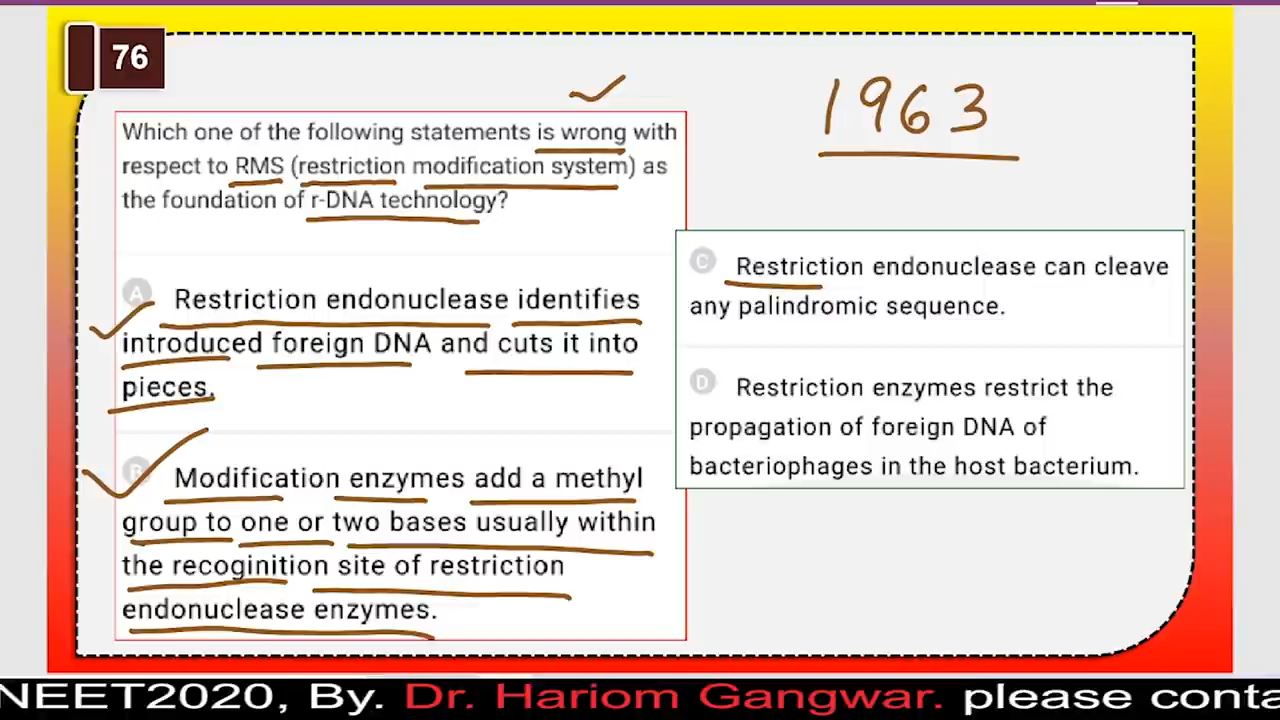 76
1963
Which one of the following statements is wrong with
respect to RMS (restriction modification system) as
the foundation of r-DNA technology?
A Restriction endonuclease identifies
introduced foreign DNA and cuts it into
pieces.
B Modification enzymes add a methyl
group to one or two bases usually within
the recoginition site of restriction
endonuclease enzymes.
C Restriction endonuclease can cleave
any palindromic sequence.
D Restriction enzymes restrict the
propagation of foreign DNA of
bacteriophages in the host bacterium.
NEET2020, By. Dr. Hariom Gangwar. please conta